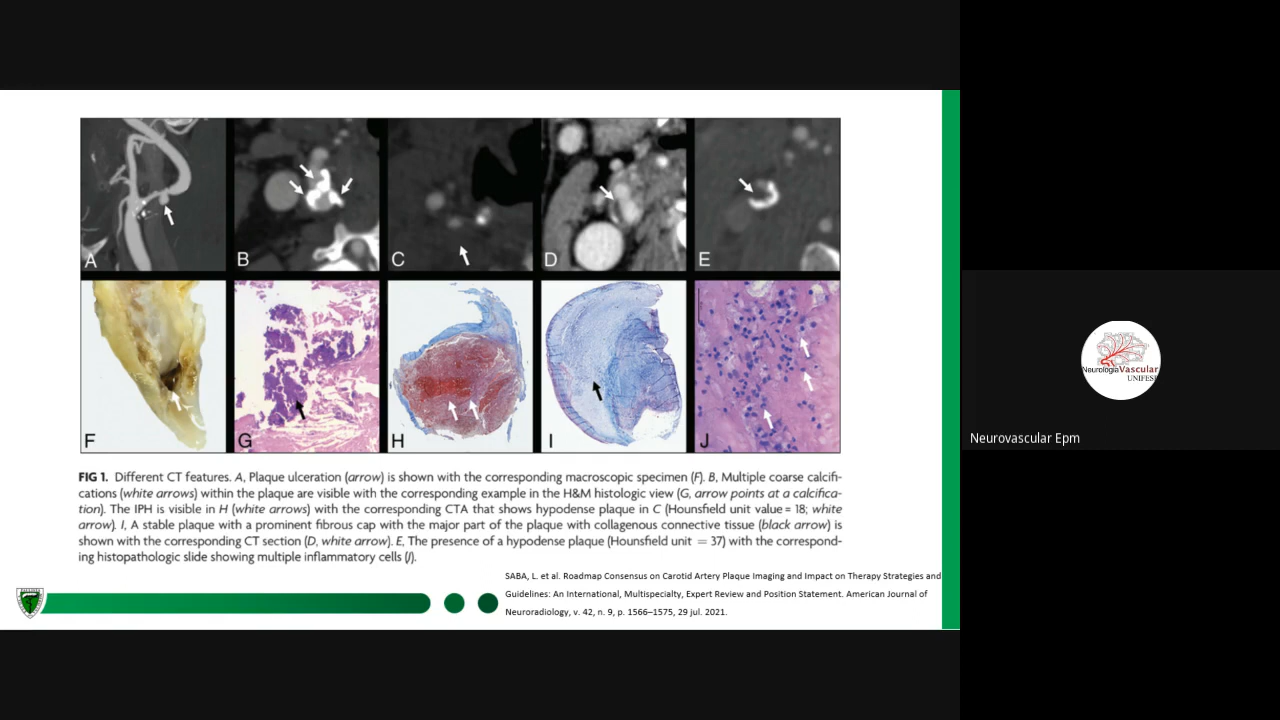 A B C D E
F G H I J
FIG 1. Different CT features. A, Plaque ulceration (arrow) is shown with the corresponding macroscopic specimen (F). B, Multiple coarse calcifi-
cations (white arrows) within the plaque are visible with the corresponding example in the H&M histologic view (G, arrow points at a calcifica-
tion). The IPH is visible in H (white arrows) with the corresponding CTA that shows hypodense plaque in C (Hounsfield unit value = 18; white
arrow). I, A stable plaque with a prominent fibrous cap with the major part of the plaque with collagenous connective tissue (black arrow) is
shown with the corresponding CT section (D, white arrow). E, The presence of a hypodense plaque (Hounsfield unit = 37) with the correspond-
ing histopathologic slide showing multiple inflammatory cells (J).
SABA, L. et al. Roadmap Consensus on Carotid Artery Plaque Imaging and Impact on Therapy Strategies and
Guidelines: An International, Multispecialty, Expert Review and Position Statement. American Journal of
Neuroradiology, v. 42, n. 9, p. 1566–1575, 29 jul. 2021.
NeurologiaVascular
UNIFESP
Neurovascular Epm